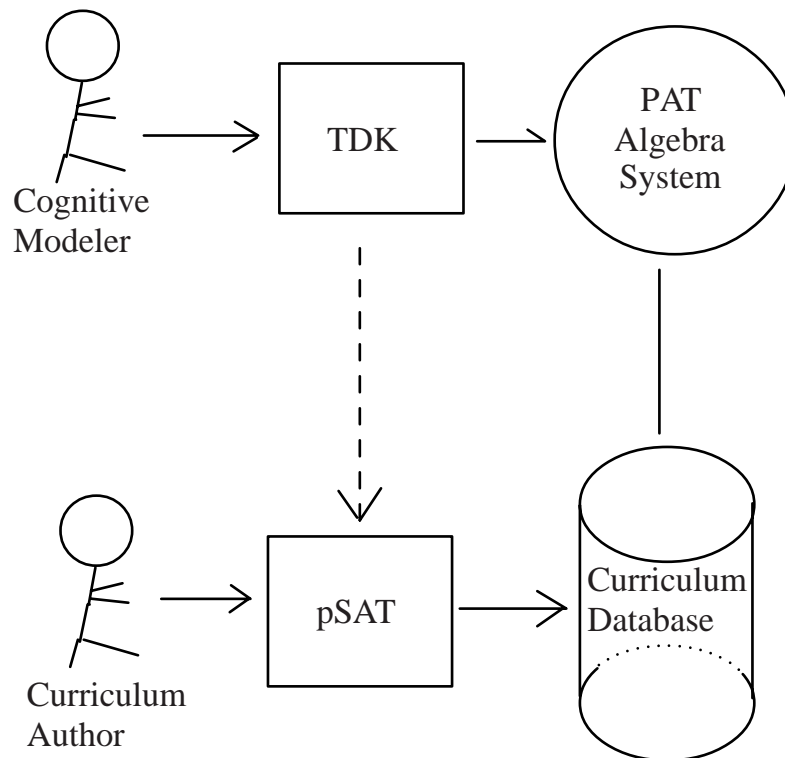 TDK
PAT
Algebra
System
Cognitive
Modeler
pSAT
Curriculum
Database
Curriculum
Author